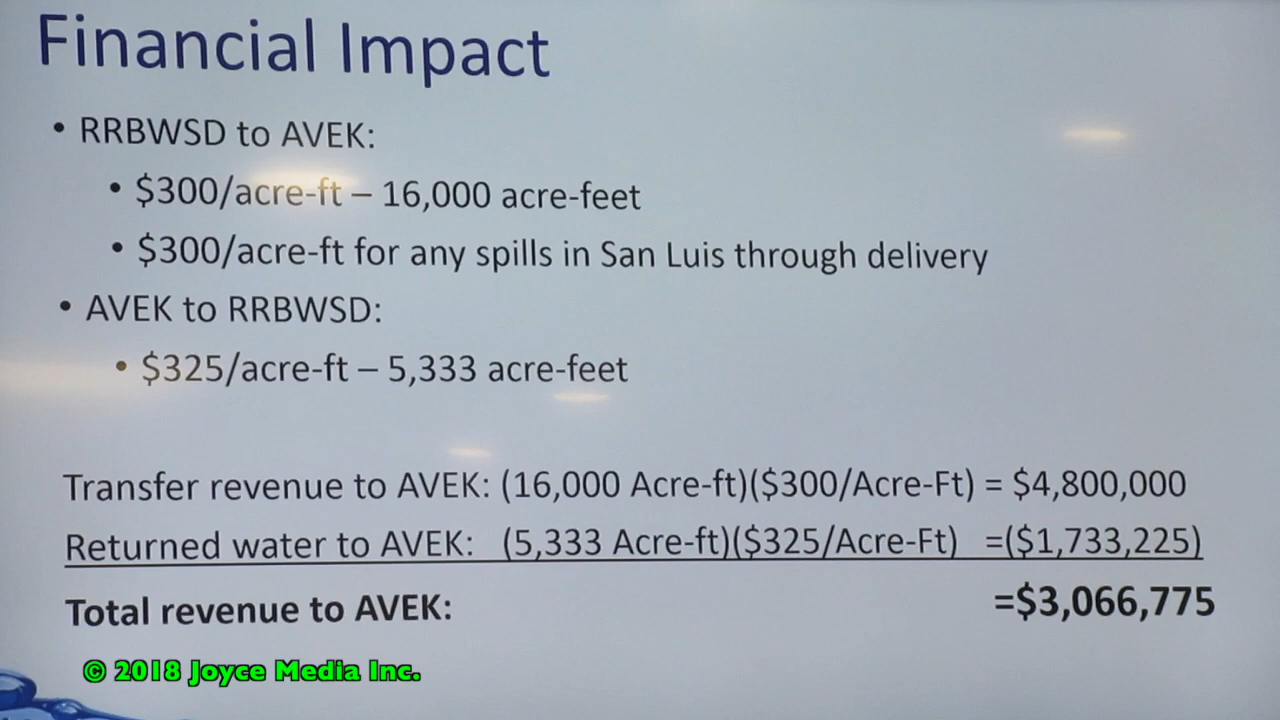 Financial Impact
• RRBWSD to AVEK:
• $300/acre-ft – 16,000 acre-feet
• $300/acre-ft for any spills in San Luis through delivery
• AVEK to RRBWSD:
• $325/acre-ft – 5,333 acre-feet
Transfer revenue to AVEK: (16,000 Acre-ft)($300/Acre-Ft) = $4,800,000
Returned water to AVEK: (5,333 Acre-ft)($325/Acre-Ft) =($1,733,225)
Total revenue to AVEK: =$3,066,775
© 2018 Joyce Media Inc.